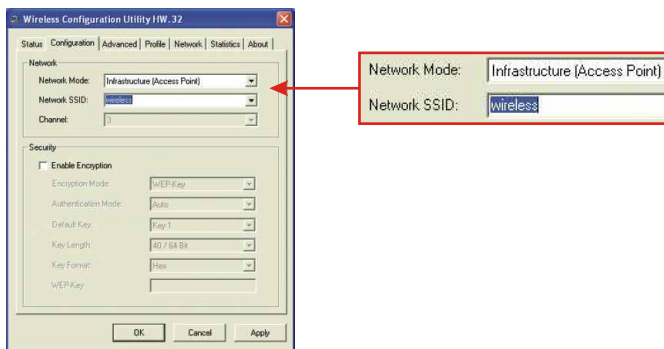 Wireless Configuration Utility HW.32
Status Configuration Advanced Profile Network Statistics About
Network
Network Mode: Infrastructure (Access Point)
Network SSID: wireless
Channel: 3
Security
Enable Encryption
Encryption Mode: WEP-Key
Authentication Mode: Auto
Default Key: Key 1
Key Length: 40 / 64 Bit
Key Format: Hex
WEP-Key
OK Cancel Apply
Network Mode: Infrastructure (Access Point)
Network SSID: wireless